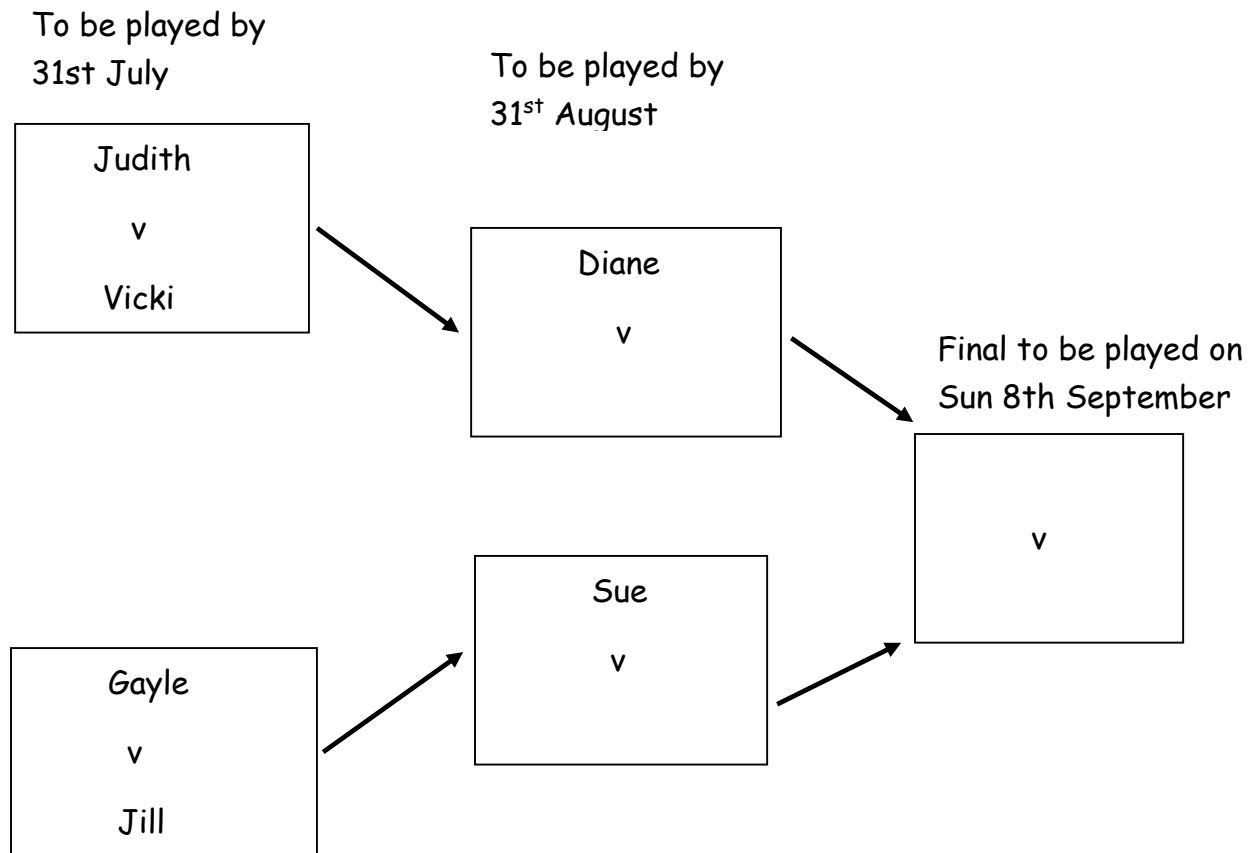 To be played by
31st July
Judith
v
Vicki
Gayle
v
Jill
To be played by
31st August
Diane
v
Sue
v
Final to be played on
Sun 8th September
v